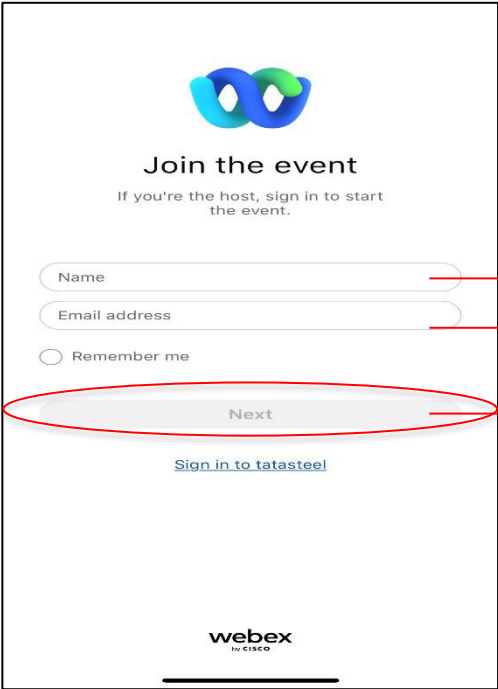 Join the event
If you're the host, sign in to start
the event.
Name
Email address
Remember me
Next
Sign in to tatasteel
webex
by CISCO